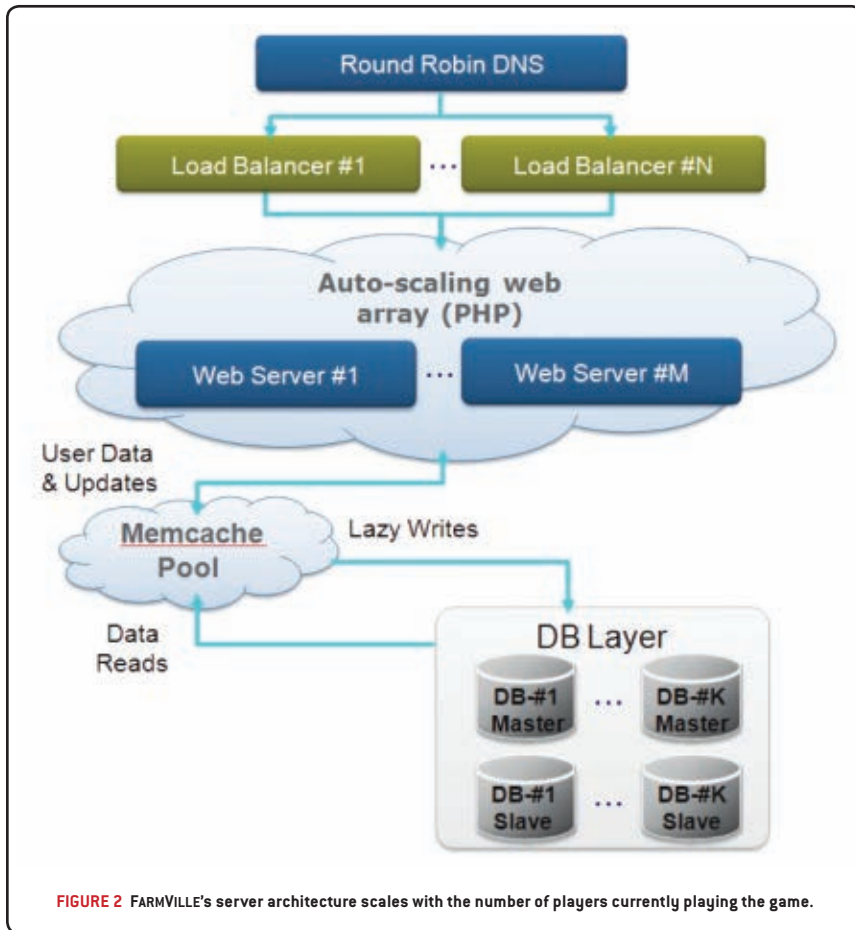 Round Robin DNS
Load Balancer #1
...
Load Balancer #N
Auto-scaling web
array (PHP)
Web Server #1
...
Web Server #M
User Data
& Updates
Memcache
Pool
Lazy Writes
Data
Reads
DB Layer
DB-#1
Master
...
DB-#K
Master
DB-#1
Slave
...
DB-#K
Slave
FIGURE 2 FARMVILLE's server architecture scales with the number of players currently playing the game.